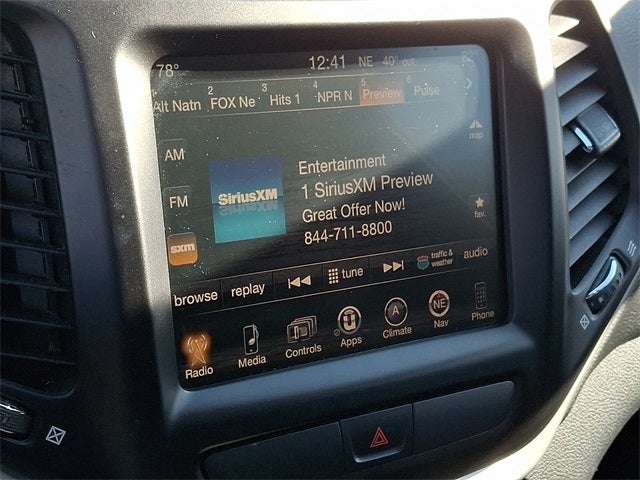 78° 12:41 NE 40° out
Alt Natn 2 FOX Ne 3 Hits 1 4 NPR N 5 Preview 6 Pulse
map
AM
Entertainment
SiriusXM 1 SiriusXM Preview
FM Great Offer Now!
fav.
844-711-8800
sxm
browse replay tune traffic & weather audio
Radio Media Controls Apps A Climate NE Nav Phone